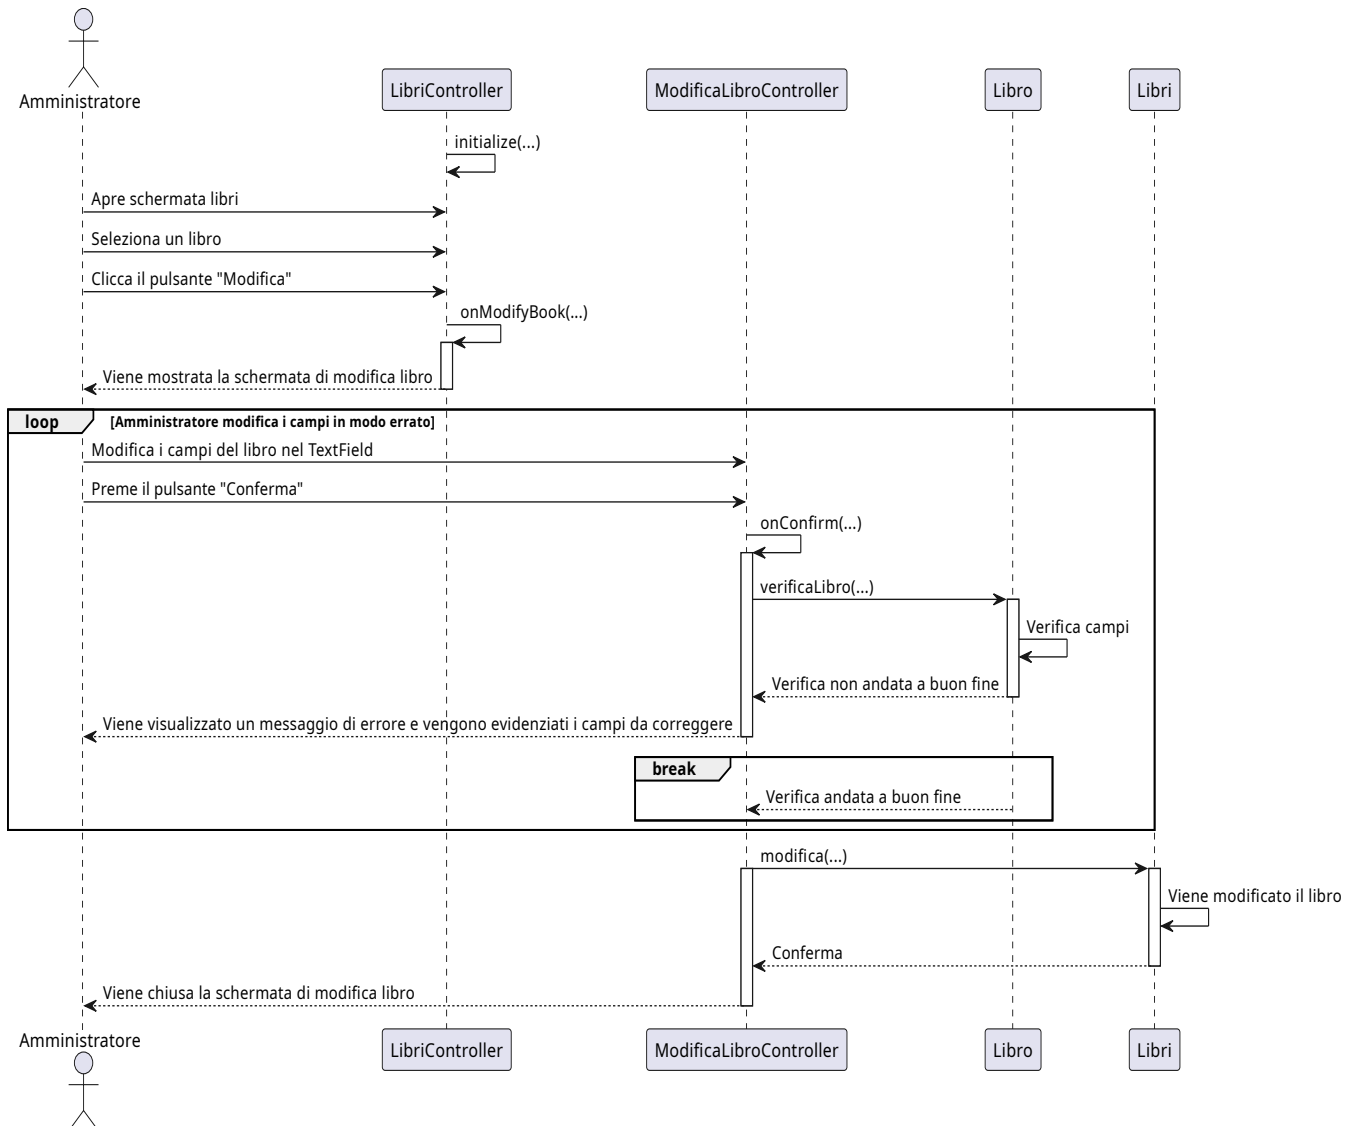 Amministratore
LibriController
ModificaLibroController
Libro
Libri
initialize(...)
Apre schermata libri
Seleziona un libro
Clicca il pulsante "Modifica"
onModifyBook(...)
Viene mostrata la schermata di modifica libro
loop
[Amministratore modifica i campi in modo errato]
Modifica i campi del libro nel TextField
Preme il pulsante "Conferma"
onConfirm(...)
verificaLibro(...)
Verifica campi
Verifica non andata a buon fine
Viene visualizzato un messaggio di errore e vengono evidenziati i campi da correggere
break
Verifica andata a buon fine
modifica(...)
Viene modificato il libro
Conferma
Viene chiusa la schermata di modifica libro
Amministratore
LibriController
ModificaLibroController
Libro
Libri